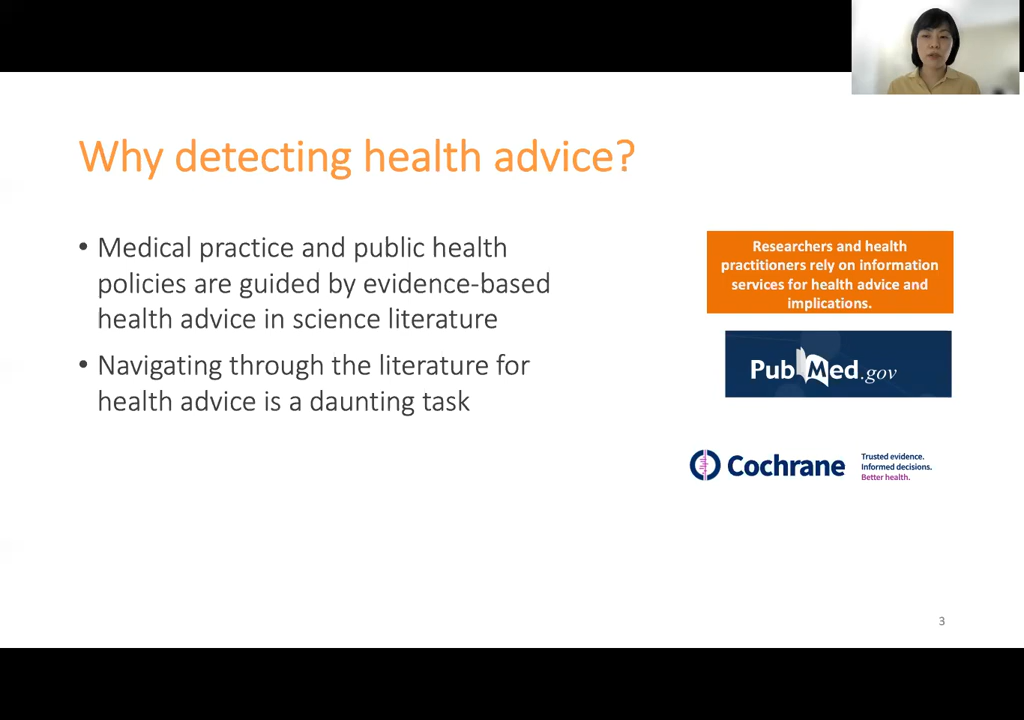 Why detecting health advice?
• Medical practice and public health
policies are guided by evidence-based
health advice in science literature
• Navigating through the literature for
health advice is a daunting task
Researchers and health
practitioners rely on information
services for health advice and
implications.
PubMed.gov
Cochrane
Trusted evidence.
Informed decisions.
Better health.
3